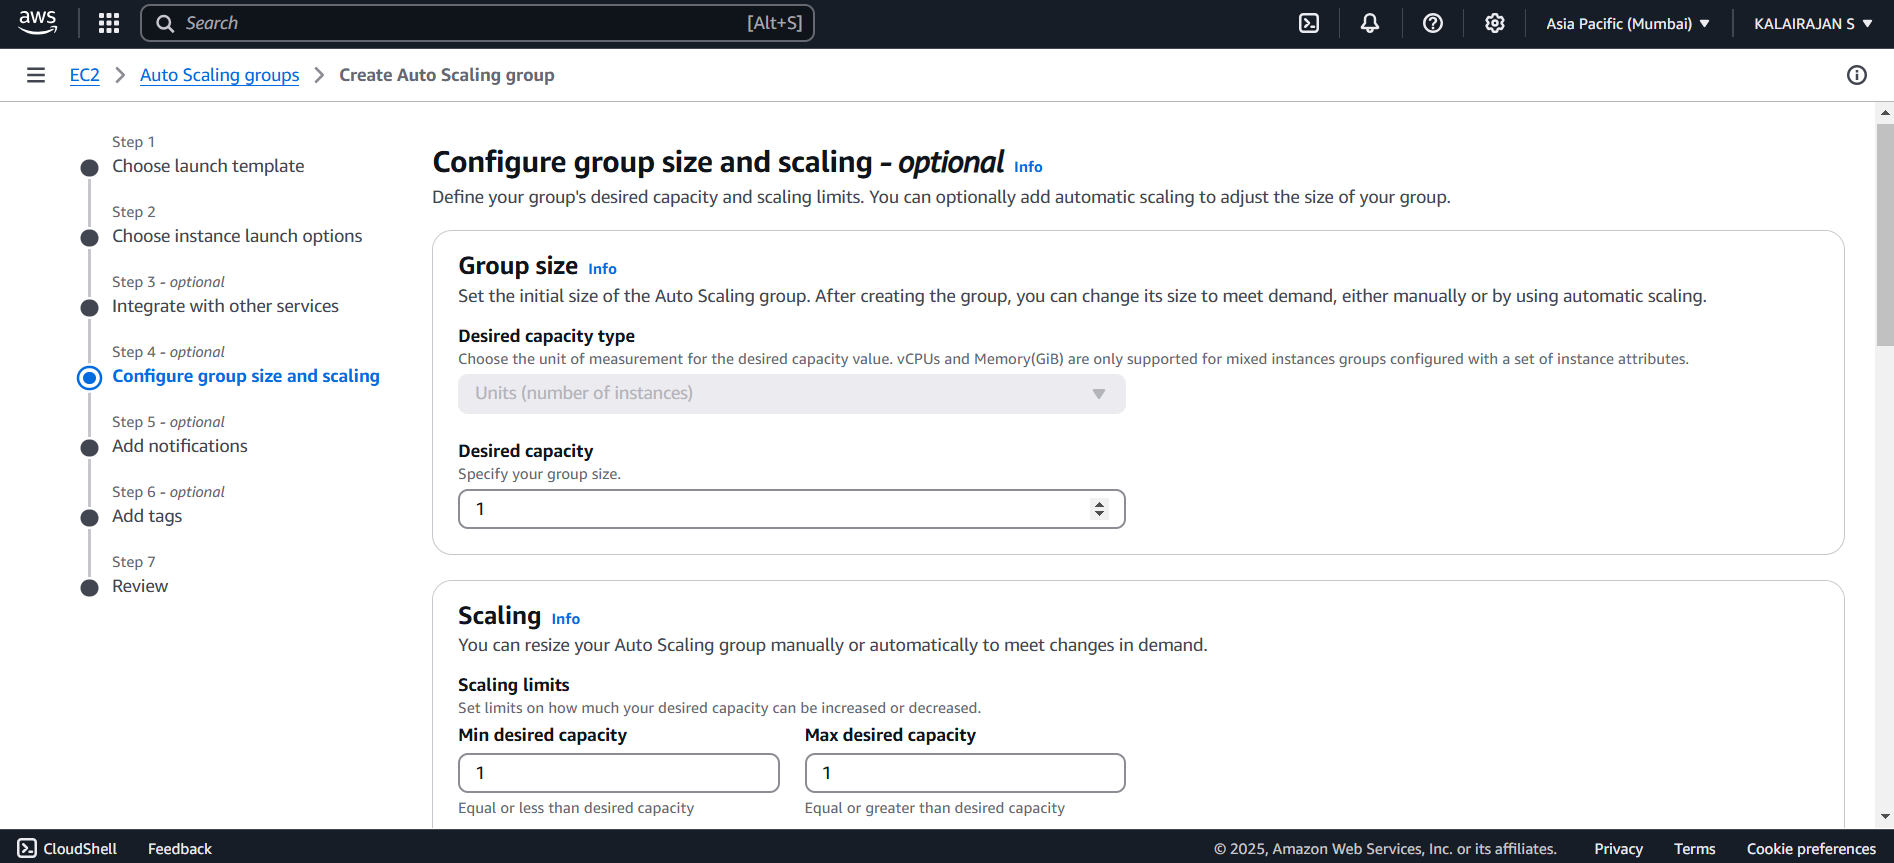 aws
Search [Alt+S]
Asia Pacific (Mumbai)
KALAIRAJAN S
EC2 Auto Scaling groups Create Auto Scaling group
Step 1
Choose launch template
Step 2
Choose instance launch options
Step 3 - optional
Integrate with other services
Step 4 - optional
Configure group size and scaling
Step 5 - optional
Add notifications
Step 6 - optional
Add tags
Step 7
Review
Configure group size and scaling - optional Info
Define your group's desired capacity and scaling limits. You can optionally add automatic scaling to adjust the size of your group.
Group size Info
Set the initial size of the Auto Scaling group. After creating the group, you can change its size to meet demand, either manually or by using automatic scaling.
Desired capacity type
Choose the unit of measurement for the desired capacity value. vCPUs and Memory(GiB) are only supported for mixed instances groups configured with a set of instance attributes.
Units (number of instances)
Desired capacity
Specify your group size.
1
Scaling Info
You can resize your Auto Scaling group manually or automatically to meet changes in demand.
Scaling limits
Set limits on how much your desired capacity can be increased or decreased.
Min desired capacity
1
Equal or less than desired capacity
Max desired capacity
1
Equal or greater than desired capacity
CloudShell Feedback
© 2025, Amazon Web Services, Inc. or its affiliates. Privacy Terms Cookie preferences